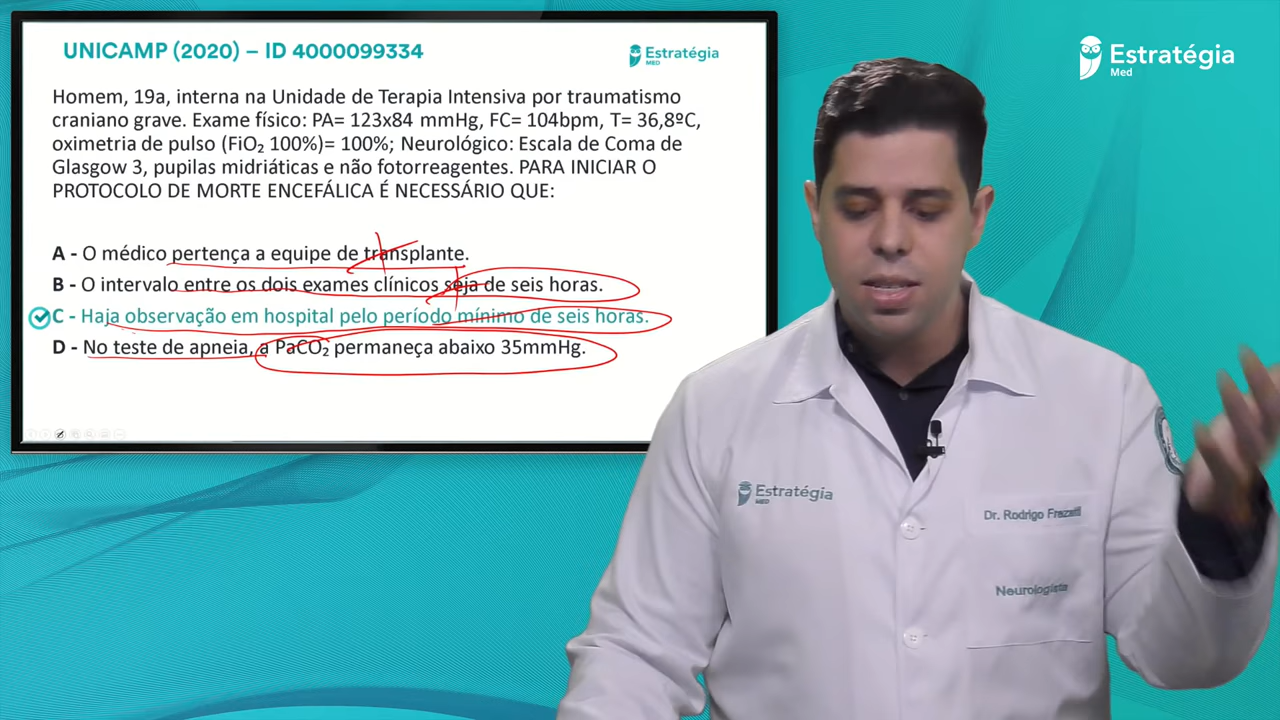 UNICAMP (2020) – ID 4000099334
Estratégia
MED
Estratégia
Med
Homem, 19a, interna na Unidade de Terapia Intensiva por traumatismo
craniano grave. Exame físico: PA= 123x84 mmHg, FC= 104bpm, T= 36,8ºC,
oximetria de pulso (FiO₂ 100%)= 100%; Neurológico: Escala de Coma de
Glasgow 3, pupilas midriáticas e não fotorreagentes. PARA INICIAR O
PROTOCOLO DE MORTE ENCEFÁLICA É NECESSÁRIO QUE:
A - O médico pertença a equipe de transplante.
B - O intervalo entre os dois exames clínicos seja de seis horas.
C - Haja observação em hospital pelo período mínimo de seis horas.
D - No teste de apneia, a PaCO₂ permaneça abaixo 35mmHg.
Estratégia
MED
Dr. Rodrigo Frezatti
Neurologista